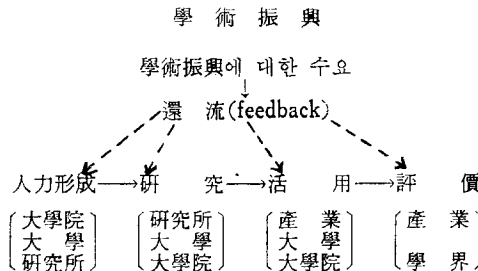 學術振興
學術振興에 대한 수요
還流(feedback)
人力形成 → 研究 → 活用 → 評價
大學院 研究所 產業 產業
大學 大學 大學
研究所 大學院 大學院 學界